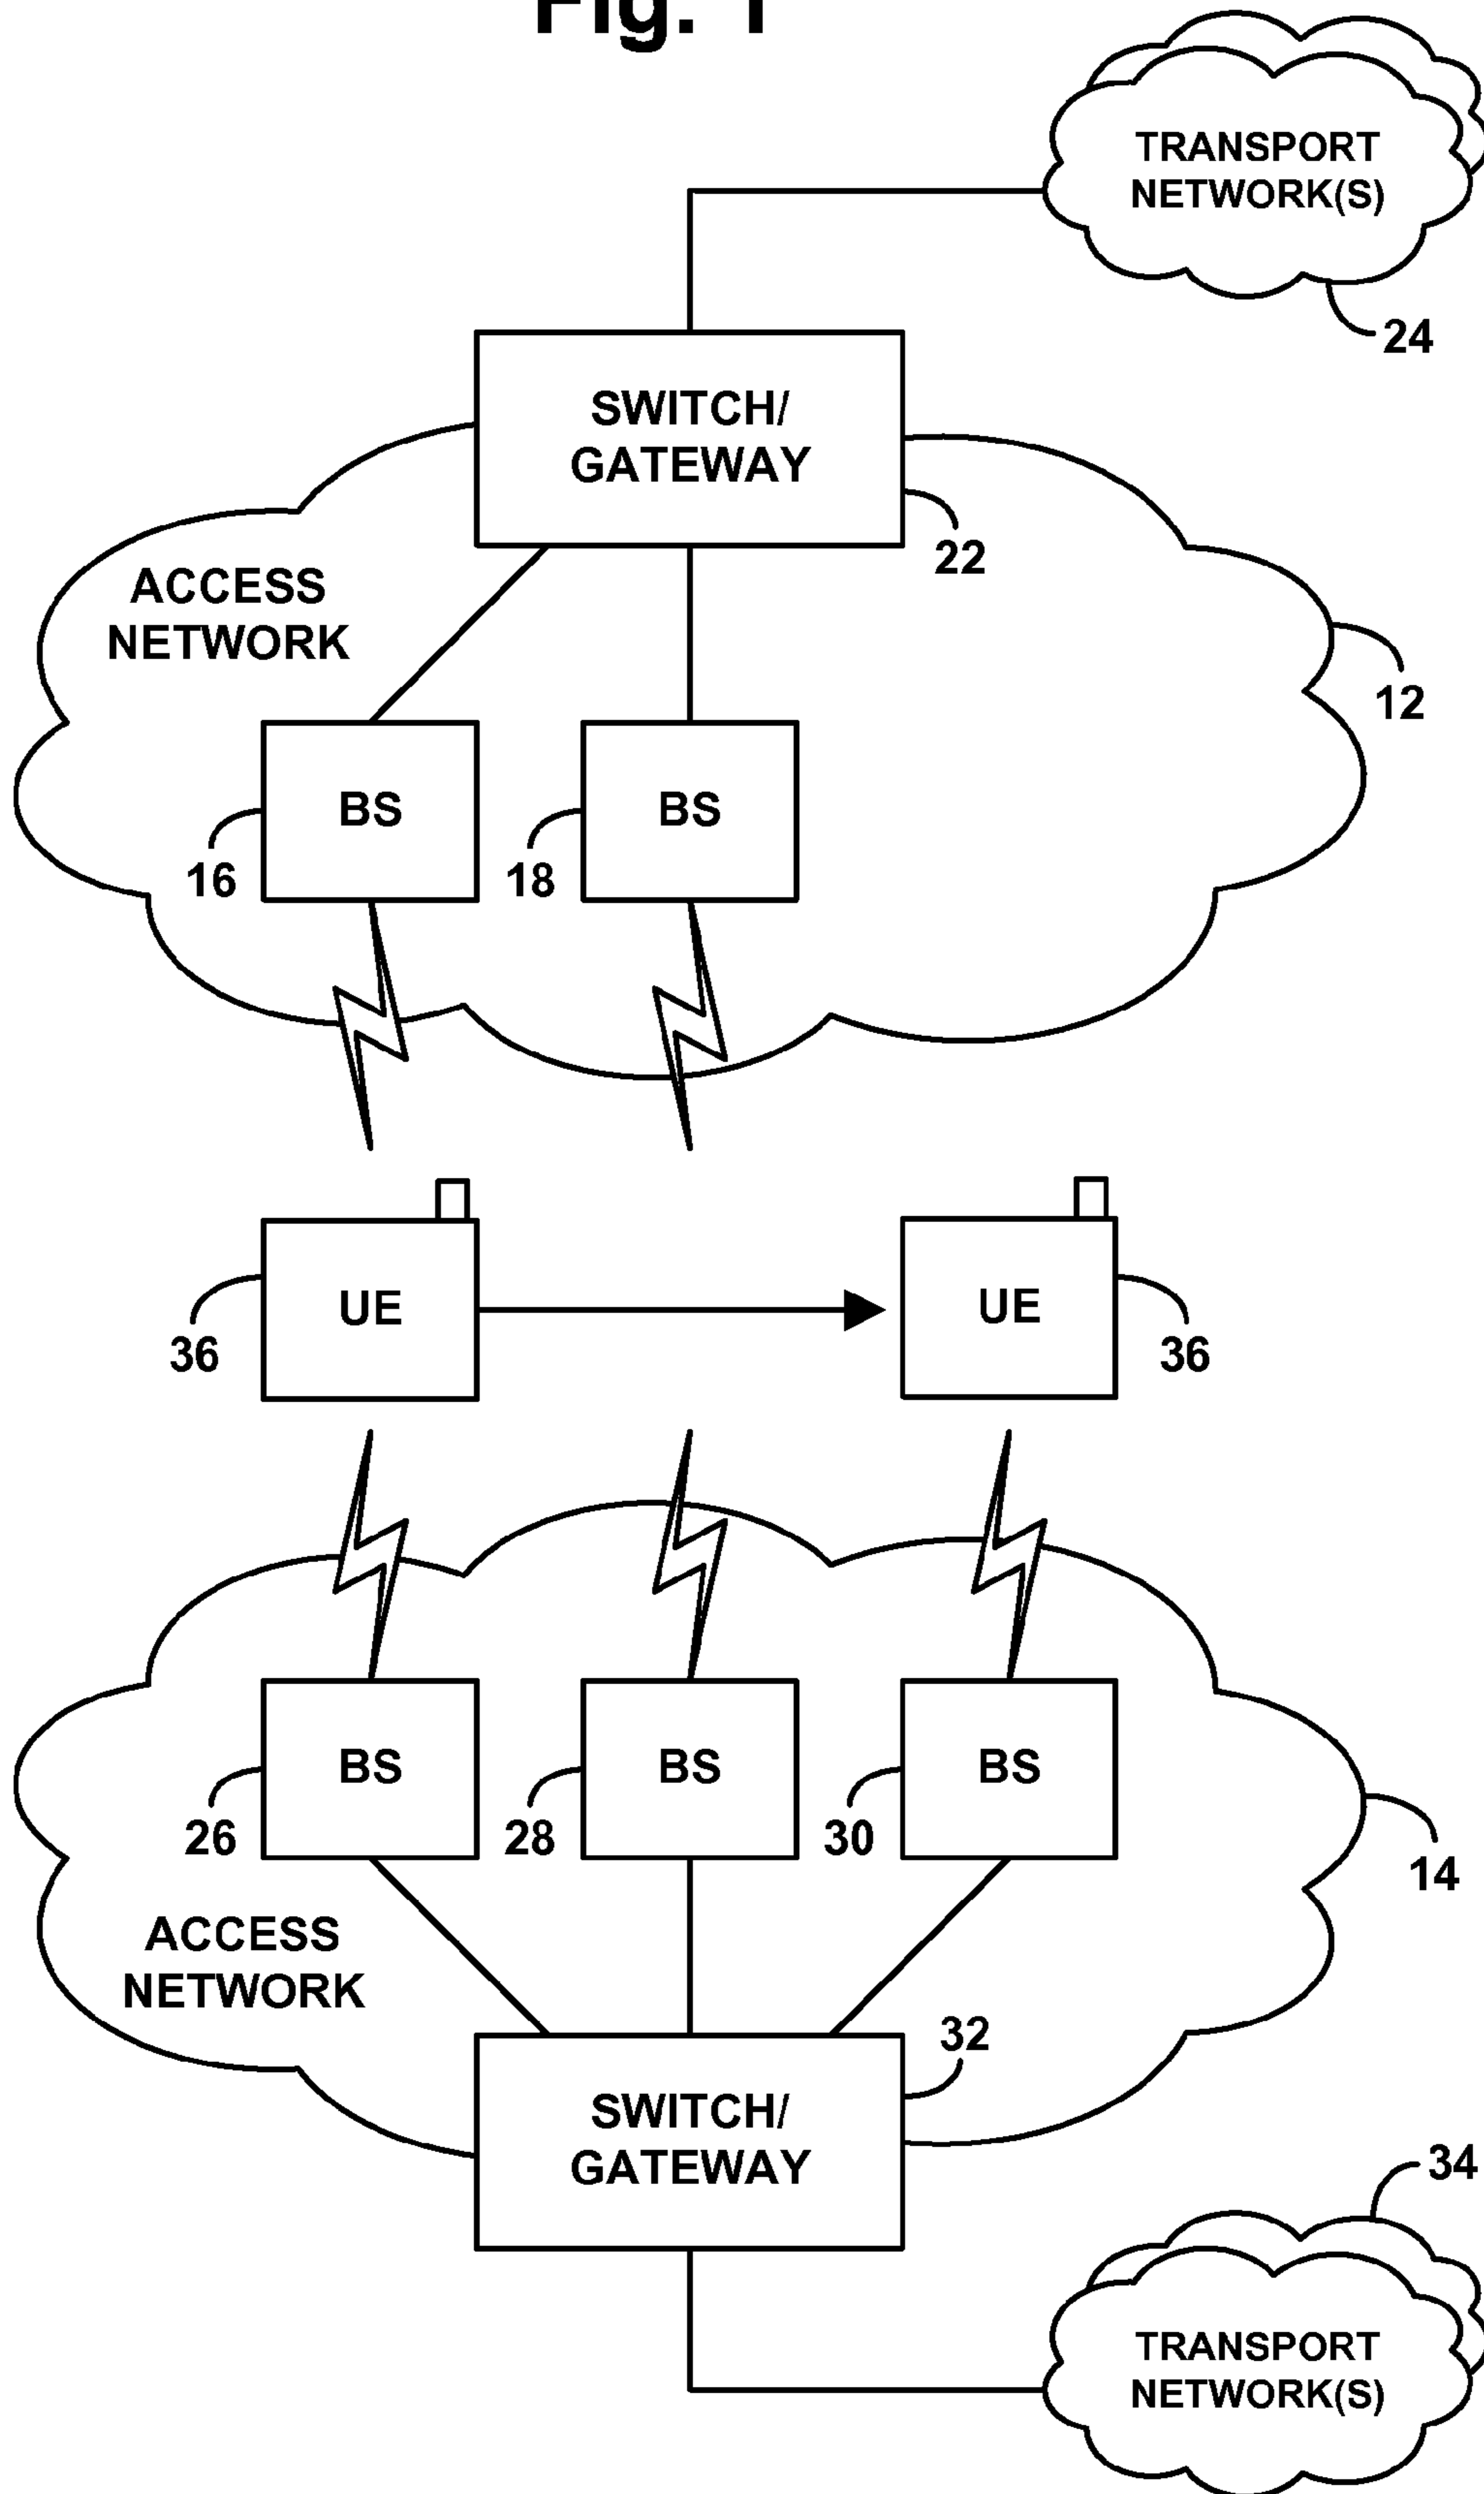 Fig. 1
TRANSPORT
NETWORK(S)
24
SWITCH/
GATEWAY
22
ACCESS
NETWORK
12
BS
BS
16
18
UE
UE
36
36
BS
BS
BS
26
28
30
14
ACCESS
NETWORK
32
SWITCH/
GATEWAY
34
TRANSPORT
NETWORK(S)